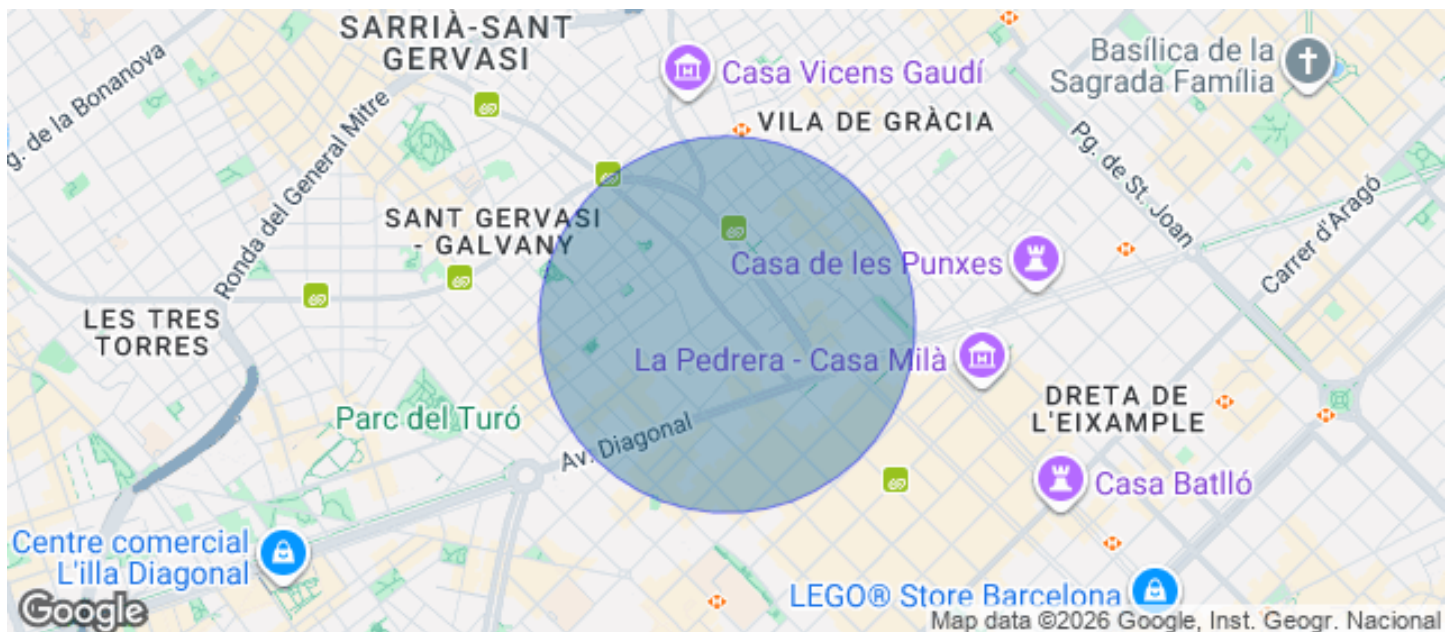 SARRIÀ-SANT
GERVASI
g. de la Bonanova
Ronda del General Mitre
Casa Vicens Gaudí
VILA DE GRÀCIA
Basílica de la
Sagrada Família
Pg. de St. Joan
Carrer d'Aragó
SANT GERVASI
- GALVANY
Casa de les Punxes
LES TRES
TORRES
La Pedrera - Casa Milà
DRETA DE
L'EIXAMPLE
Parc del Turó
Av. Diagonal
Casa Batlló
Centre comercial
L'illa Diagonal
LEGO® Store Barcelona
Google
Map data ©2026 Google, Inst. Geogr. Nacional